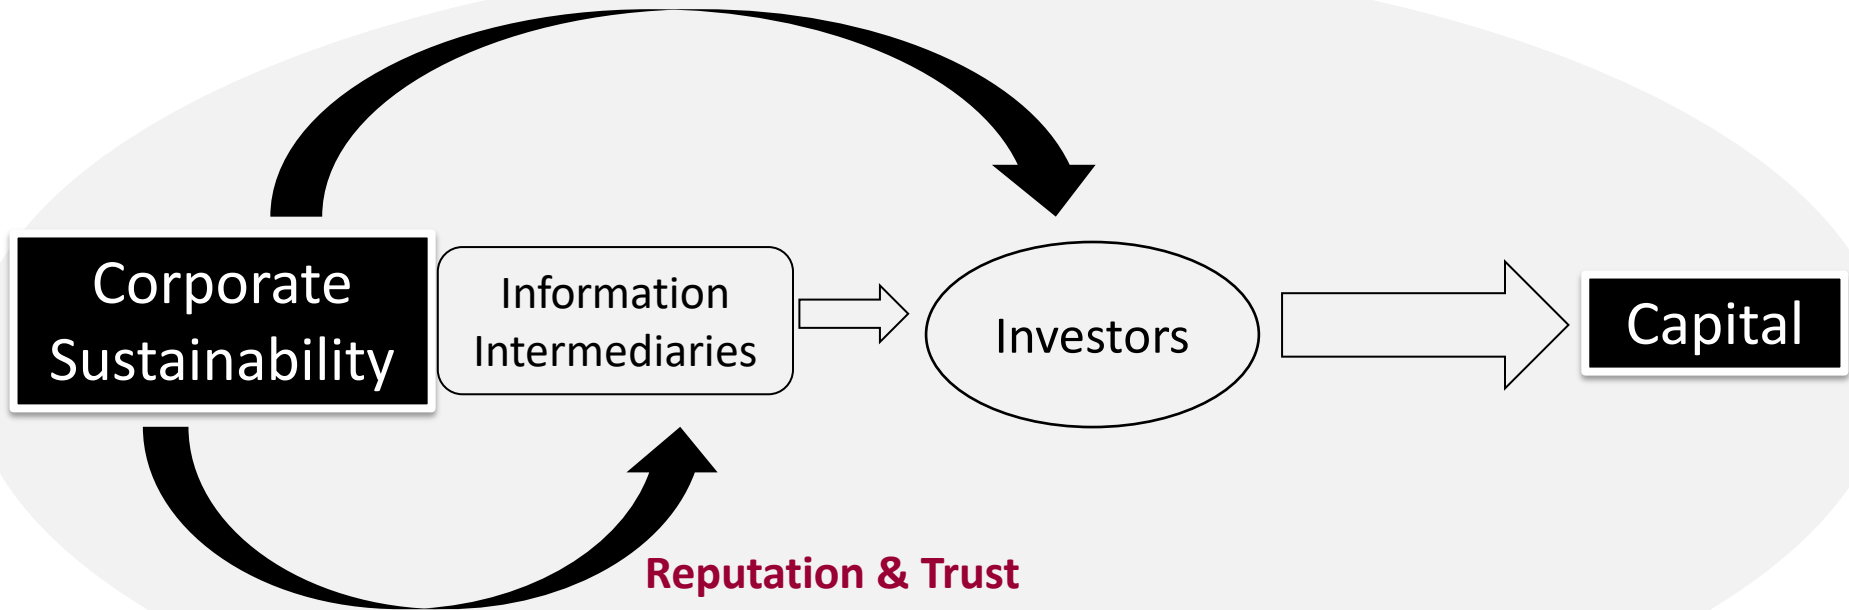 Corporate
Sustainability
Information
Intermediaries
Investors
Capital
Reputation & Trust